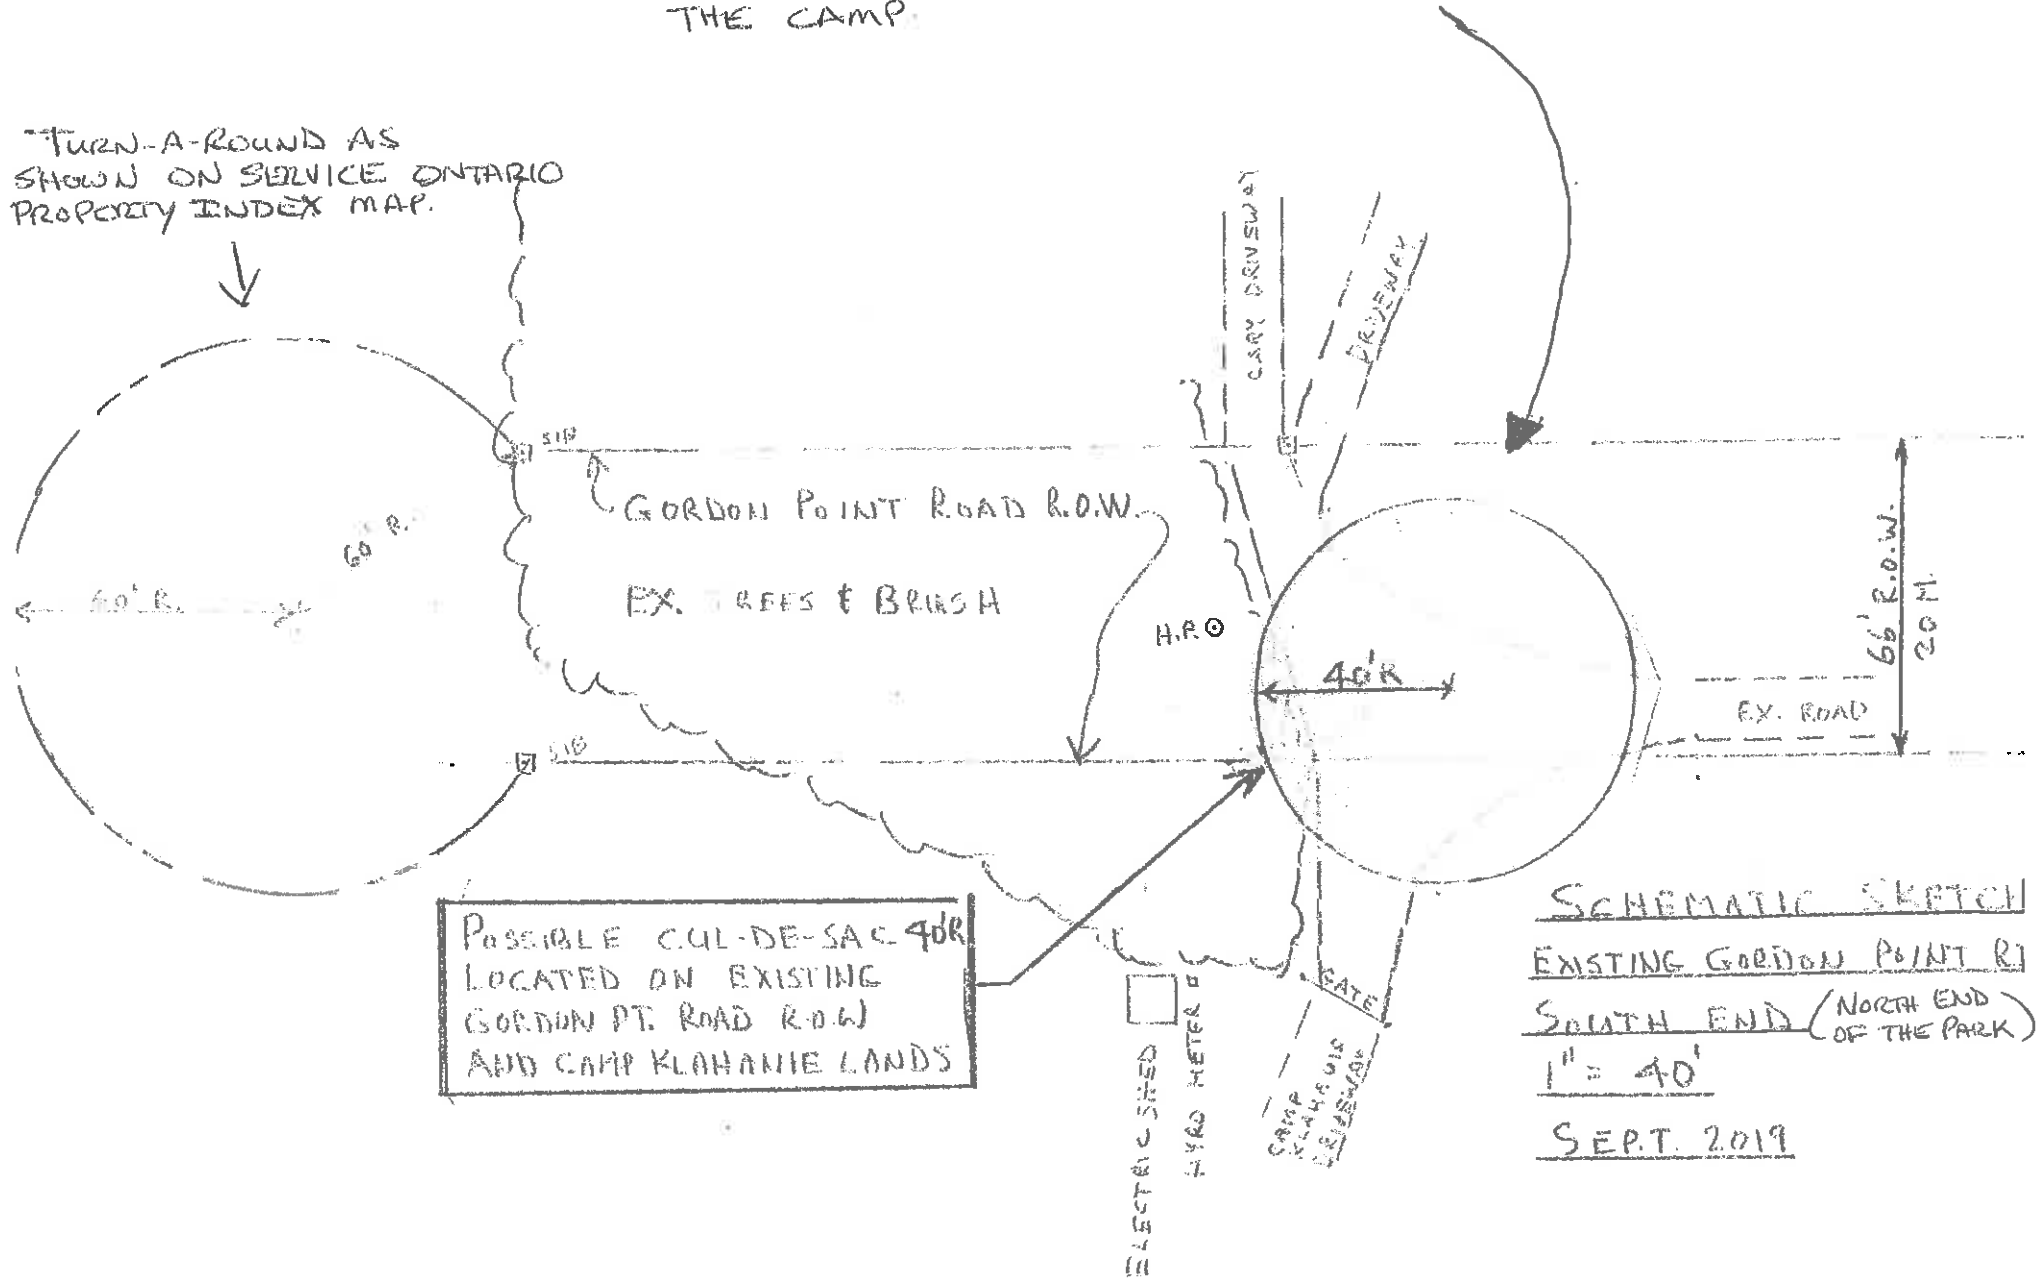 THE CAMP
TURN-A-ROUND AS
SHOWN ON SERVICE ONTARIO
PROPERTY INDEX MAP.
CARY DRIVEWAY
DRIVEWAY
SIB
GORDON POINT ROAD R.O.W.
60' R.
60' R.
EX. TREES & BRUSH
H.P.
40'R
66' R.O.W.
20 M.
EX. ROAD
SIB
POSSIBLE CUL-DE-SAC 40'R
LOCATED ON EXISTING
GORDON PT. ROAD R.O.W
AND CAMP KLAHANIE LANDS
GATE
CAMP
KLAHANIE
DRIVEWAY
ELECTRIC SHED
HYRD METER
SCHEMATIC SKETCH
EXISTING GORDON POINT RD
SOUTH END (NORTH END
OF THE PARK)
1" = 40'
SEPT. 2019